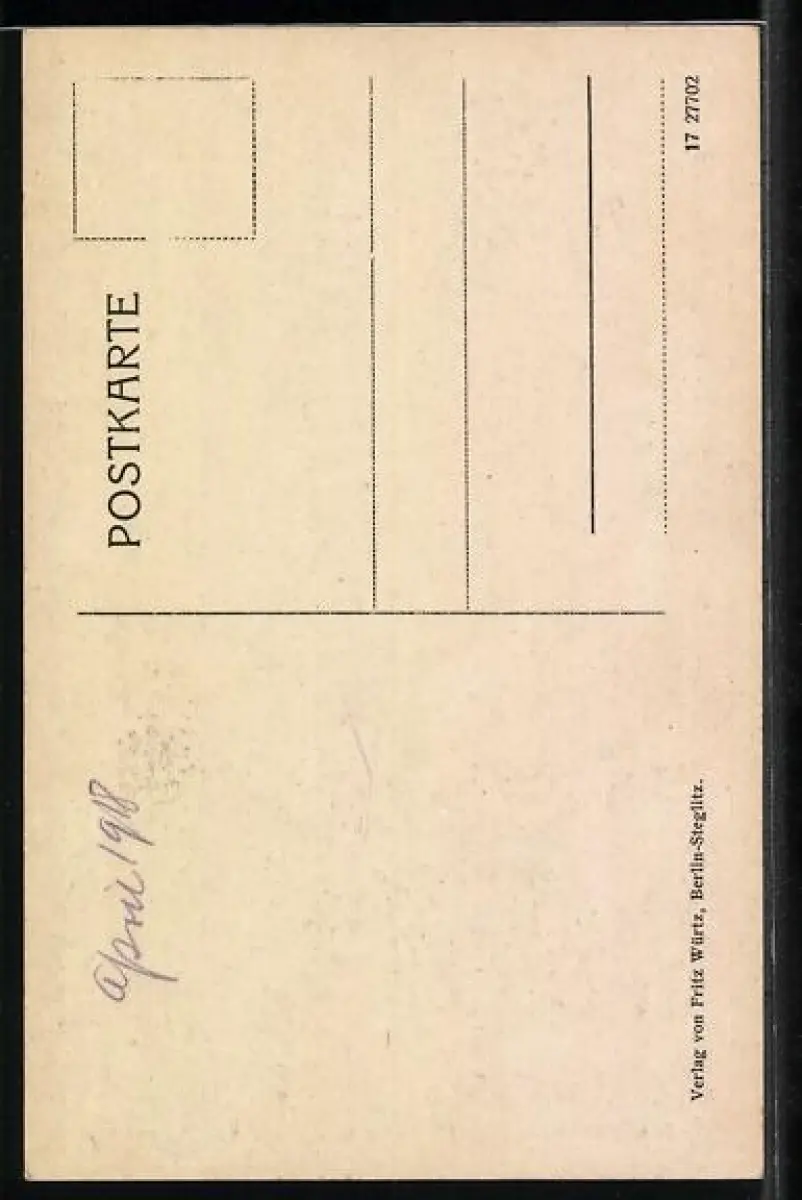 POSTKARTE
April 1918
Verlag von Fritz Würtz, Berlin-Steglitz.
17 27702